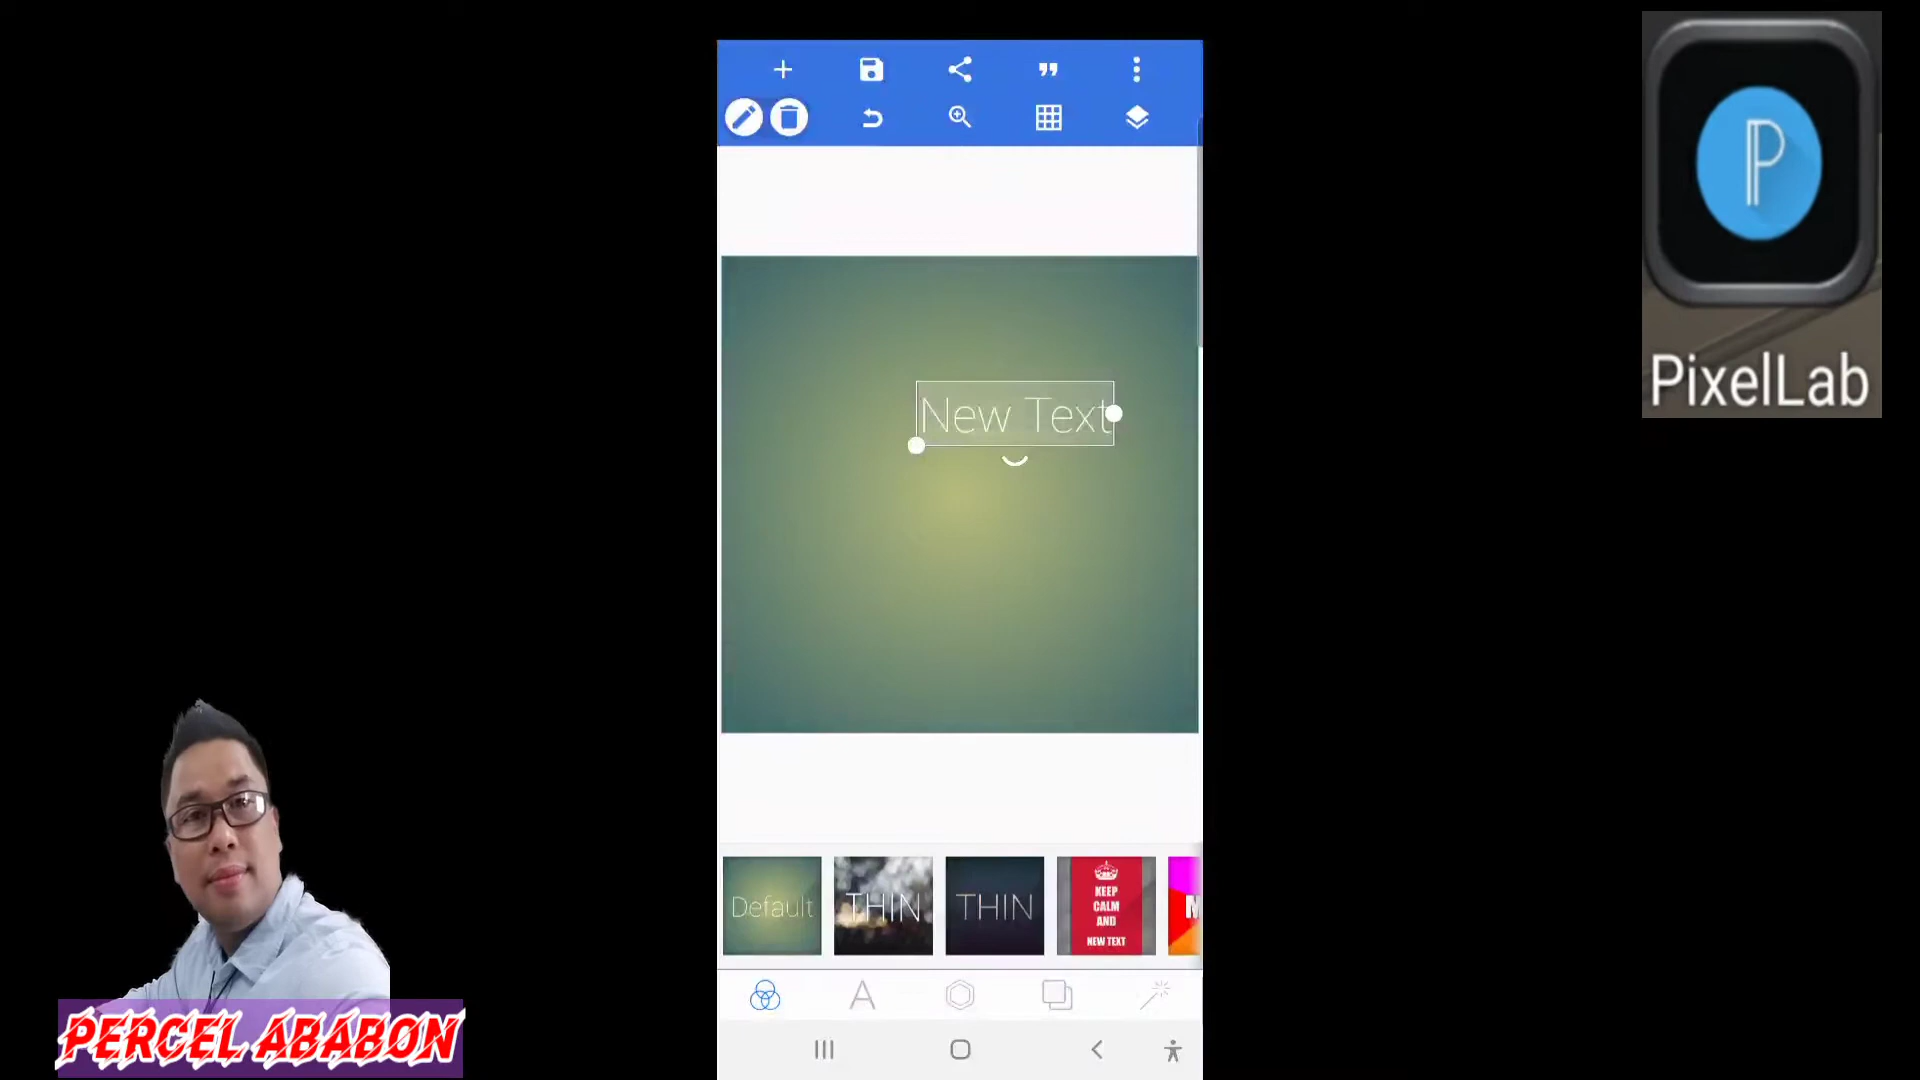 New Text
Default
THIN
THIN
KEEP
CALM
AND
NEW TEXT
M
P
PixelLab
PERCEL ABABON